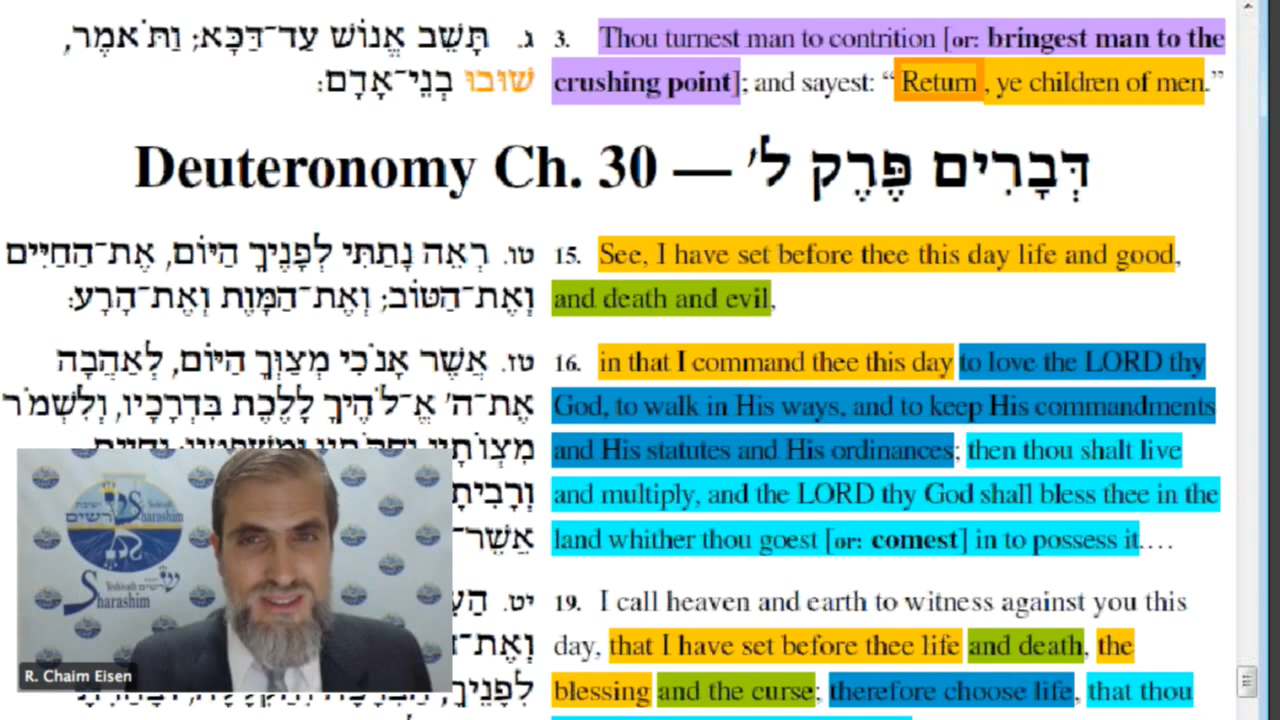 ג. תָּשֵׁב אֱנוֹשׁ עַד־דַּכָּא; וַתֹּאמֶר,
שׁוּבוּ בְנֵי־אָדָם:
3. Thou turnest man to contrition [or: bringest man to the
crushing point]; and sayest: “Return, ye children of men.”
Deuteronomy Ch. 30 — דְּבָרִים פֶּרֶק ל׳
טו. רְאֵה נָתַתִּי לְפָנֶיךָ הַיּוֹם, אֶת־הַחַיִּים
וְאֶת־הַטּוֹב; וְאֶת־הַמָּוֶת וְאֶת־הָרָע:
15. See, I have set before thee this day life and good,
and death and evil,
טז. אֲשֶׁר אָנֹכִי מְצַוְּךָ הַיּוֹם, לְאַהֲבָה
אֶת־ה׳ אֱ־לֹהֶיךָ לָלֶכֶת בִּדְרָכָיו, וְלִשְׁמֹר
מִצְוֹתָיו
אֲשֶׁר־
16. in that I command thee this day to love the LORD thy
God, to walk in His ways, and to keep His commandments
and His statutes and His ordinances; then thou shalt live
and multiply, and the LORD thy God shall bless thee in the
land whither thou goest [or: comest] in to possess it….
יט.
לְפָנֶיךָ,
19. I call heaven and earth to witness against you this
day, that I have set before thee life and death, the
blessing and the curse; therefore choose life, that thou
ישיבת
שרשים
Yeshivath
Sharashim
R. Chaim Eisen